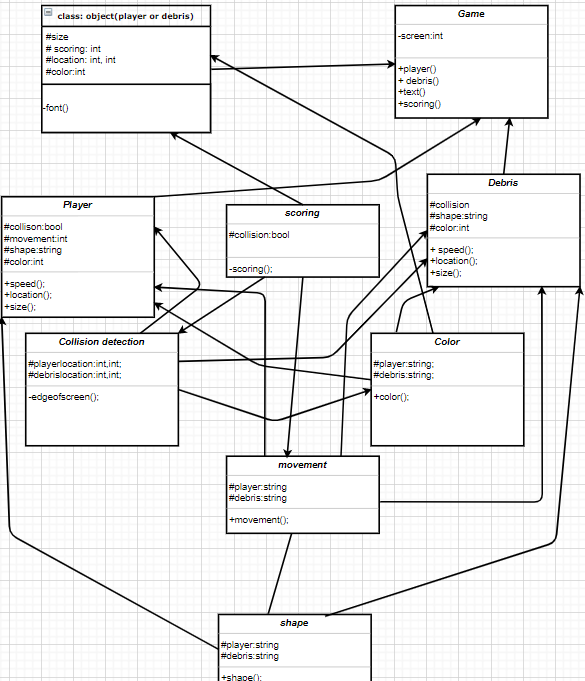 class: object(player or debris)
#size
# scoring: int
#location: int, int
#color:int
-font()
Game
-screen:int
+player()
+ debris()
+text()
+scoring()
Player
#collison:bool
#movement:int
#shape:string
#color:int
+speed();
+location();
+size();
scoring
#collision:bool
-scoring();
Debris
#collision
#shape:string
#color:int
+ speed();
+location();
+size();
Collision detection
#playerlocation:int,int;
#debrislocation:int,int;
-edgeofscreen();
Color
#player:string;
#debris:string;
+color();
movement
#player:string
#debris:string
+movement();
shape
#player:string
#debris:string
+shape();